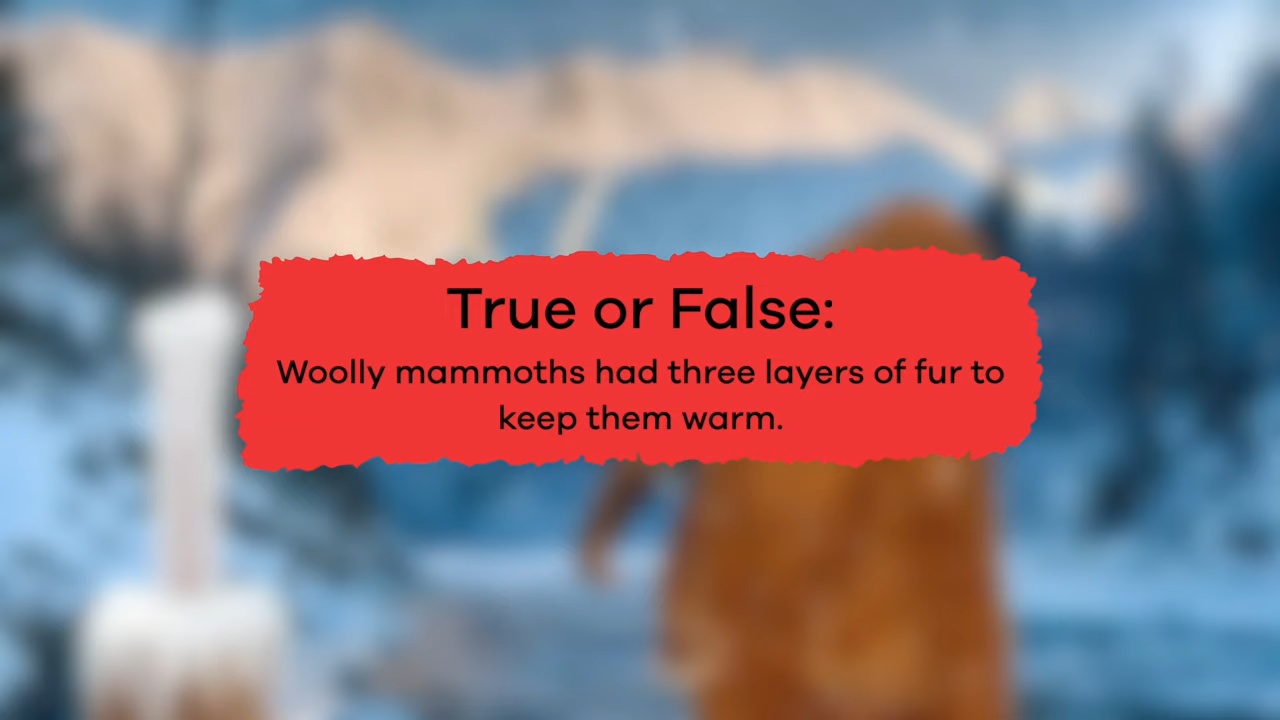 True or False:
Woolly mammoths had three layers of fur to
keep them warm.